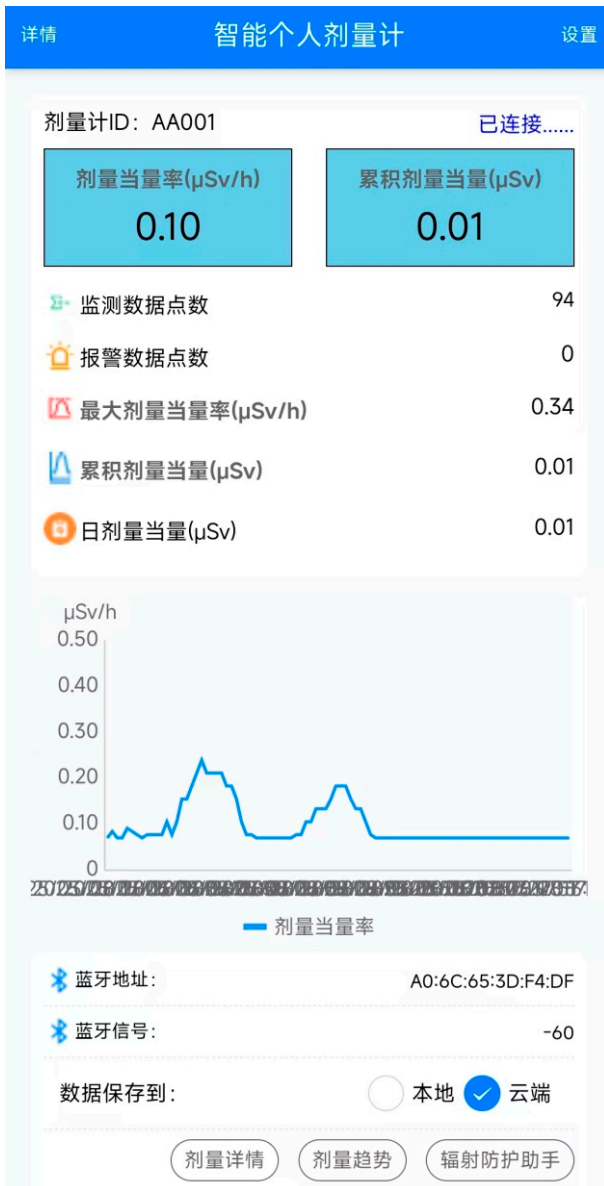 详情 智能个人剂量计 设置
剂量计ID：AA001 已连接......
剂量当量率(μSv/h) 累积剂量当量(μSv)
0.10 0.01
监测数据点数 94
报警数据点数 0
最大剂量当量率(μSv/h) 0.34
累积剂量当量(μSv) 0.01
日剂量当量(μSv) 0.01
μSv/h
0.50
0.40
0.30
0.20
0.10
0
剂量当量率
蓝牙地址： A0:6C:65:3D:F4:DF
蓝牙信号： -60
数据保存到： 本地 云端
剂量详情 剂量趋势 辐射防护助手